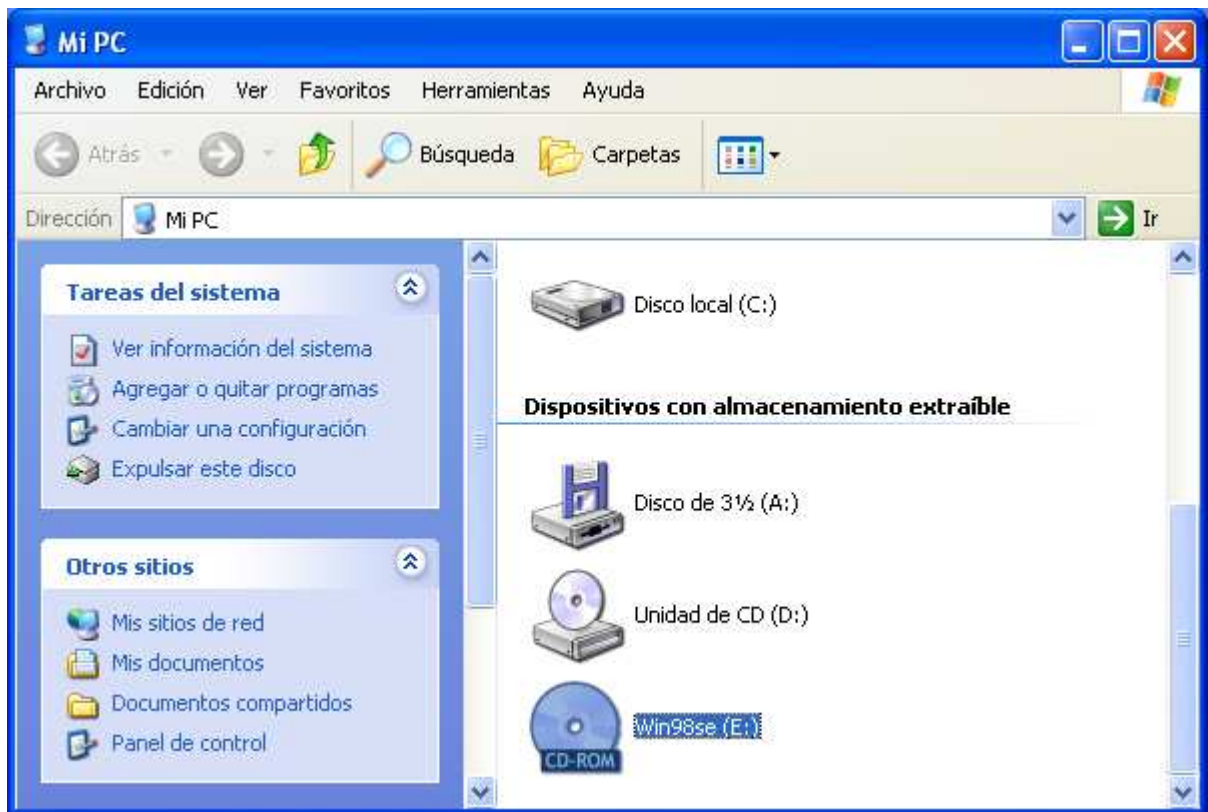 Mi PC
Archivo Edición Ver Favoritos Herramientas Ayuda
Atrás Búsqueda Carpetas
Dirección Mi PC Ir
Tareas del sistema
Ver información del sistema
Agregar o quitar programas
Cambiar una configuración
Expulsar este disco
Otros sitios
Mis sitios de red
Mis documentos
Documentos compartidos
Panel de control
Disco local (C:)
Dispositivos con almacenamiento extraíble
Disco de 3½ (A:)
Unidad de CD (D:)
Win98se (E:)
CD-ROM